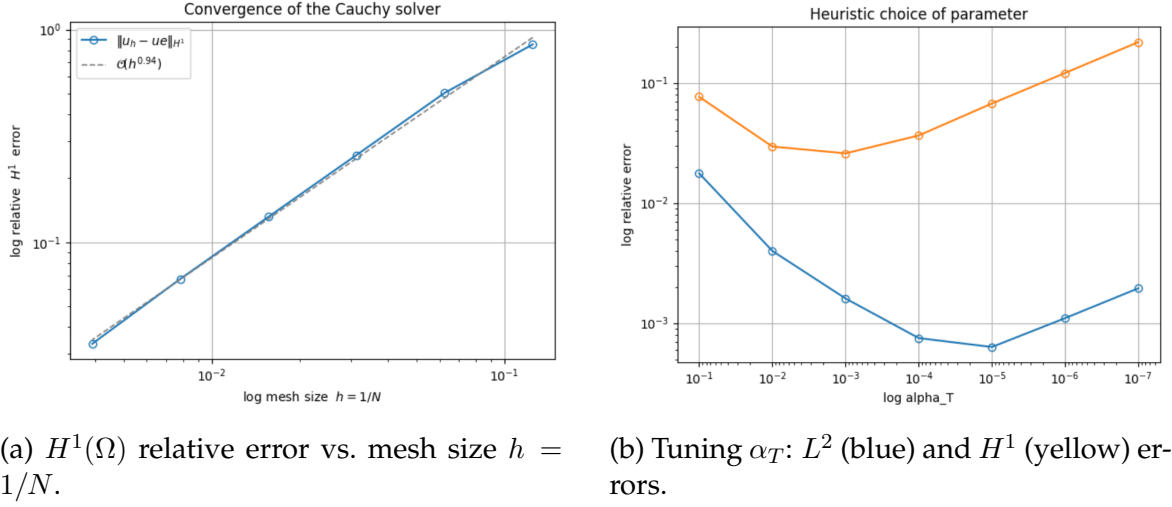 Convergence of the Cauchy solver
‖u_h − ue‖_{H^1}
𝒪(h^{0.94})
10^0
10^{-1}
log relative H^1 error
10^{-2}
10^{-1}
log mesh size h = 1/N
(a) H^1(Ω) relative error vs. mesh size h =
1/N.
Heuristic choice of parameter
10^{-1}
10^{-2}
10^{-3}
log relative error
10^{-1} 10^{-2} 10^{-3} 10^{-4} 10^{-5} 10^{-6} 10^{-7}
log alpha_T
(b) Tuning α_T: L^2 (blue) and H^1 (yellow) er-
rors.